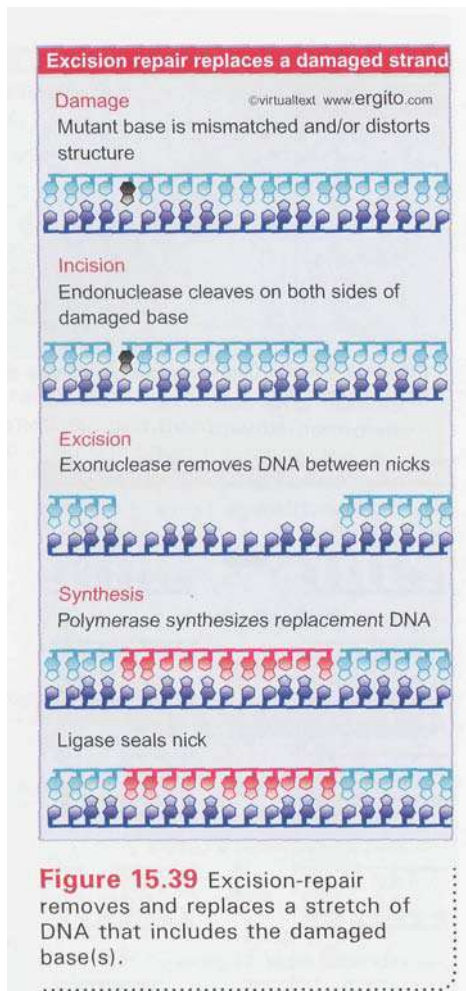 Excision repair replaces a damaged strand
Damage ©virtualtext www.ergito.com
Mutant base is mismatched and/or distorts
structure
Incision
Endonuclease cleaves on both sides of
damaged base
Excision
Exonuclease removes DNA between nicks
Synthesis
Polymerase synthesizes replacement DNA
Ligase seals nick
Figure 15.39 Excision-repair
removes and replaces a stretch of
DNA that includes the damaged
base(s).